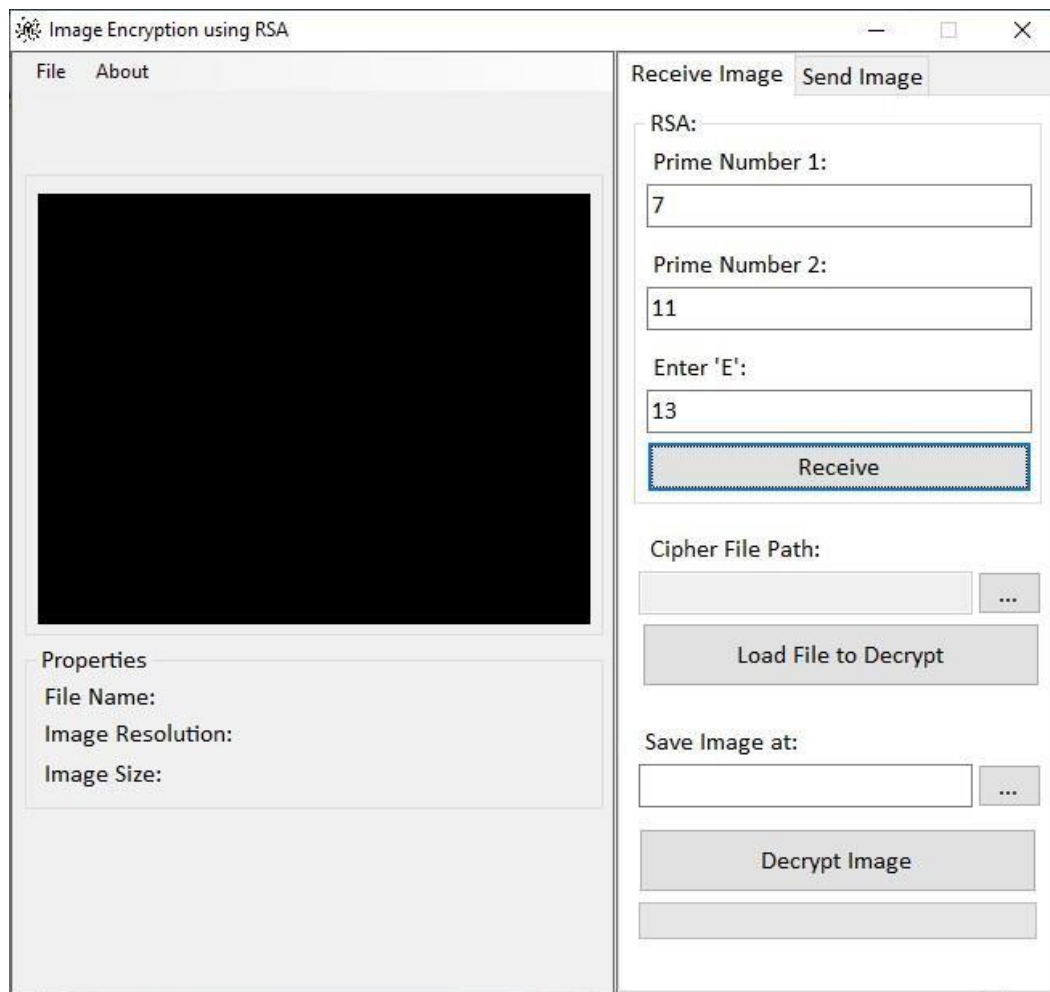 Image Encryption using RSA
File About
Receive Image Send Image
RSA:
Prime Number 1:
7
Prime Number 2:
11
Enter 'E':
13
Receive
Cipher File Path:
...
Load File to Decrypt
Save Image at:
...
Decrypt Image
Properties
File Name:
Image Resolution:
Image Size: